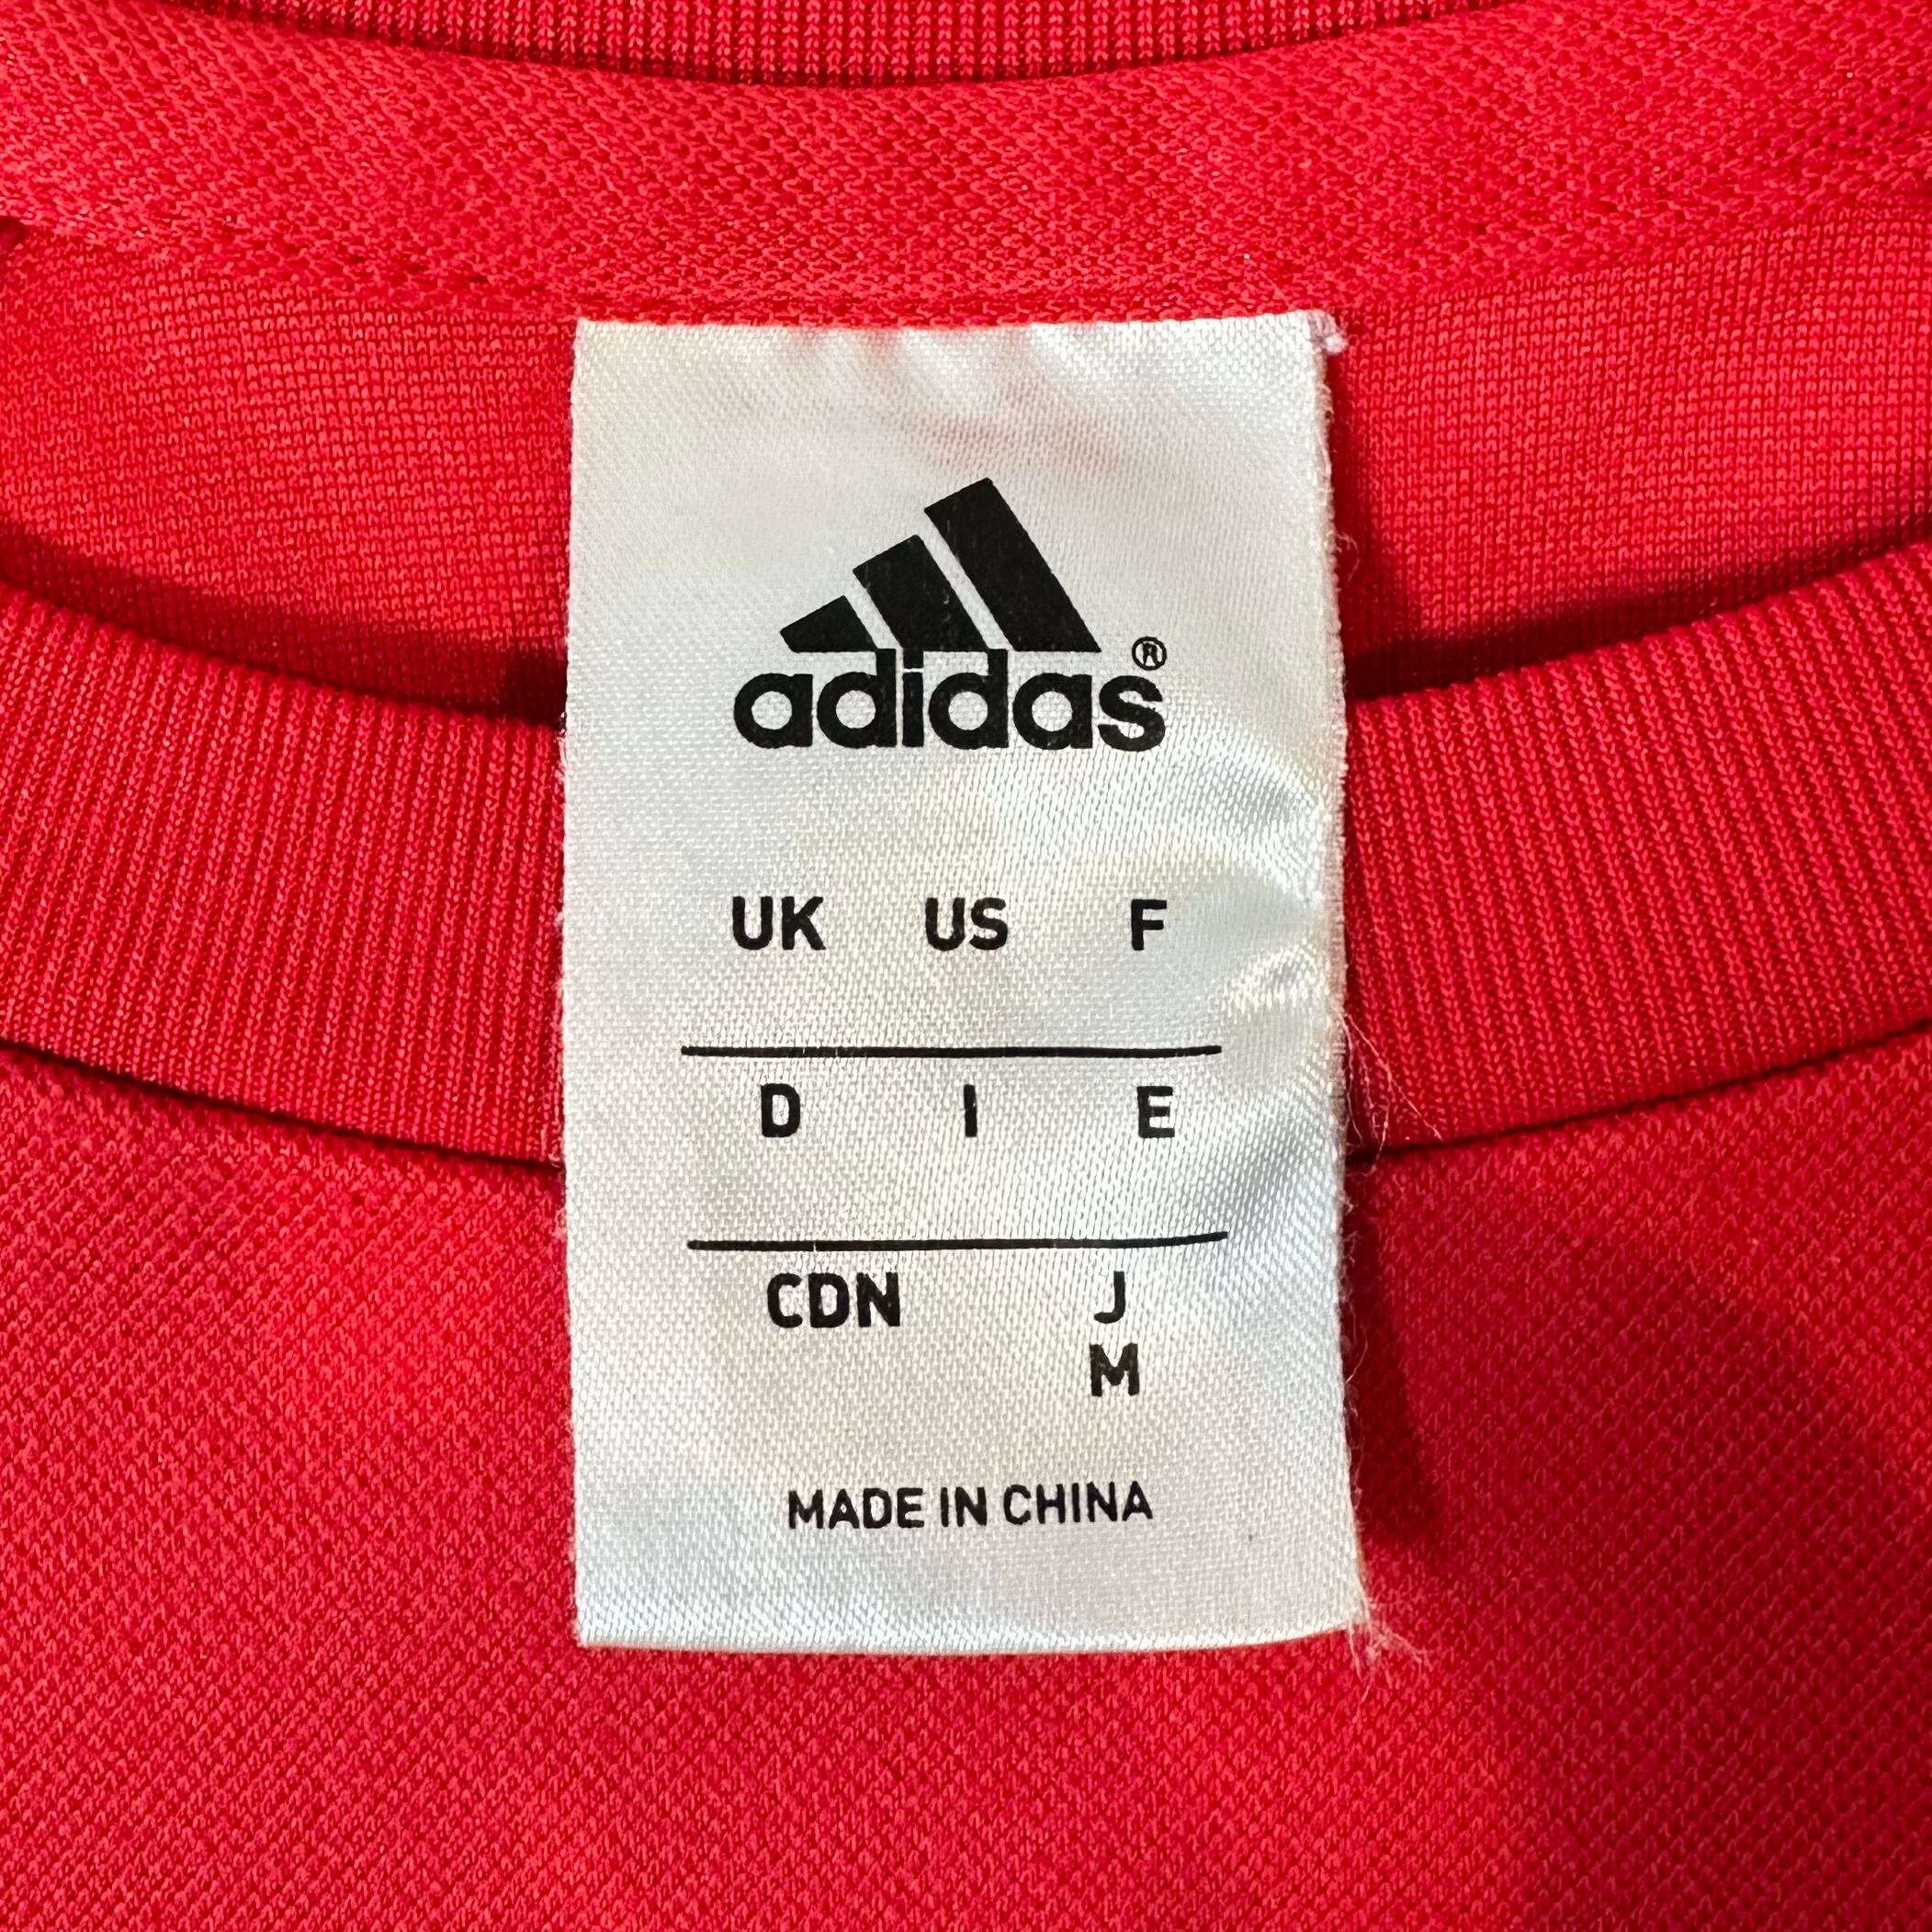 adidas®
UK US F
D I E
CDN J
M
MADE IN CHINA